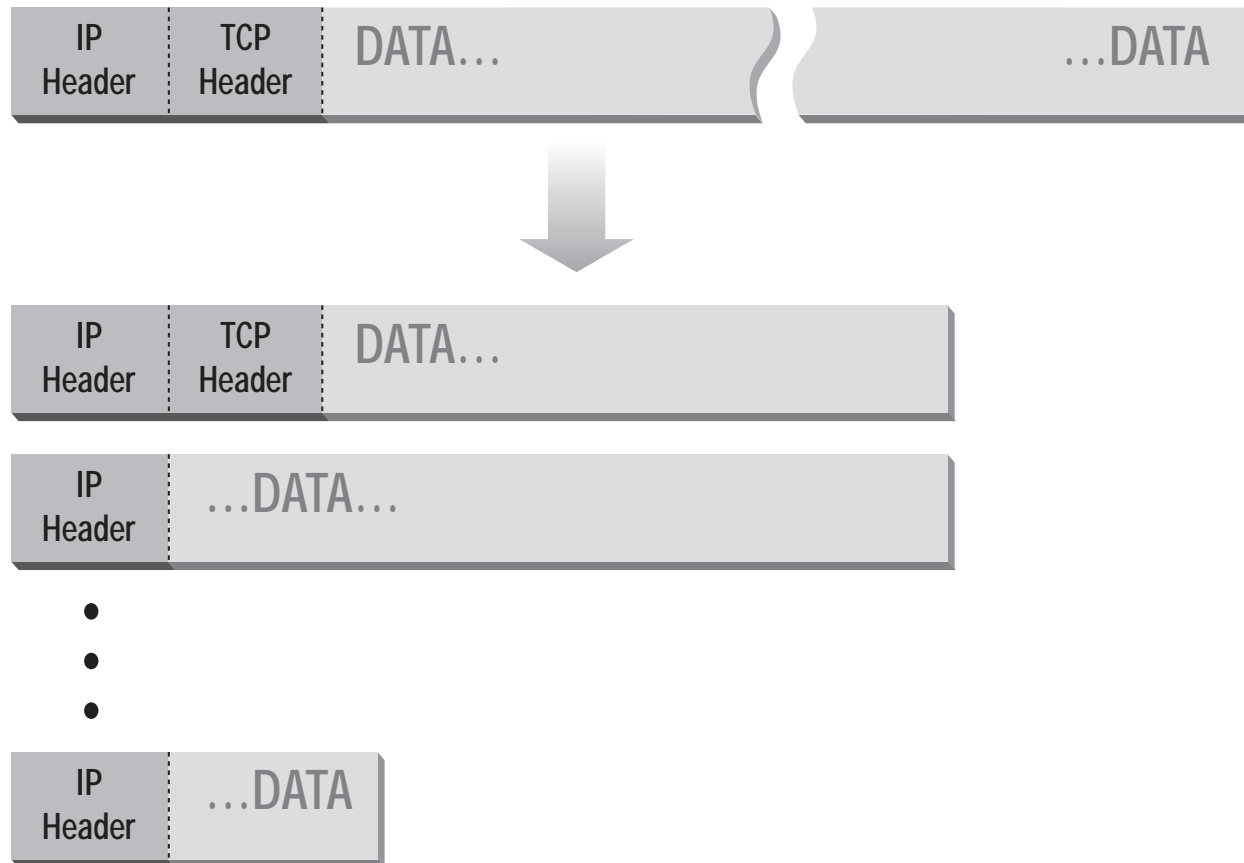 IP
Header
TCP
Header
DATA...
...DATA
IP
Header
TCP
Header
DATA...
IP
Header
...DATA...
IP
Header
...DATA